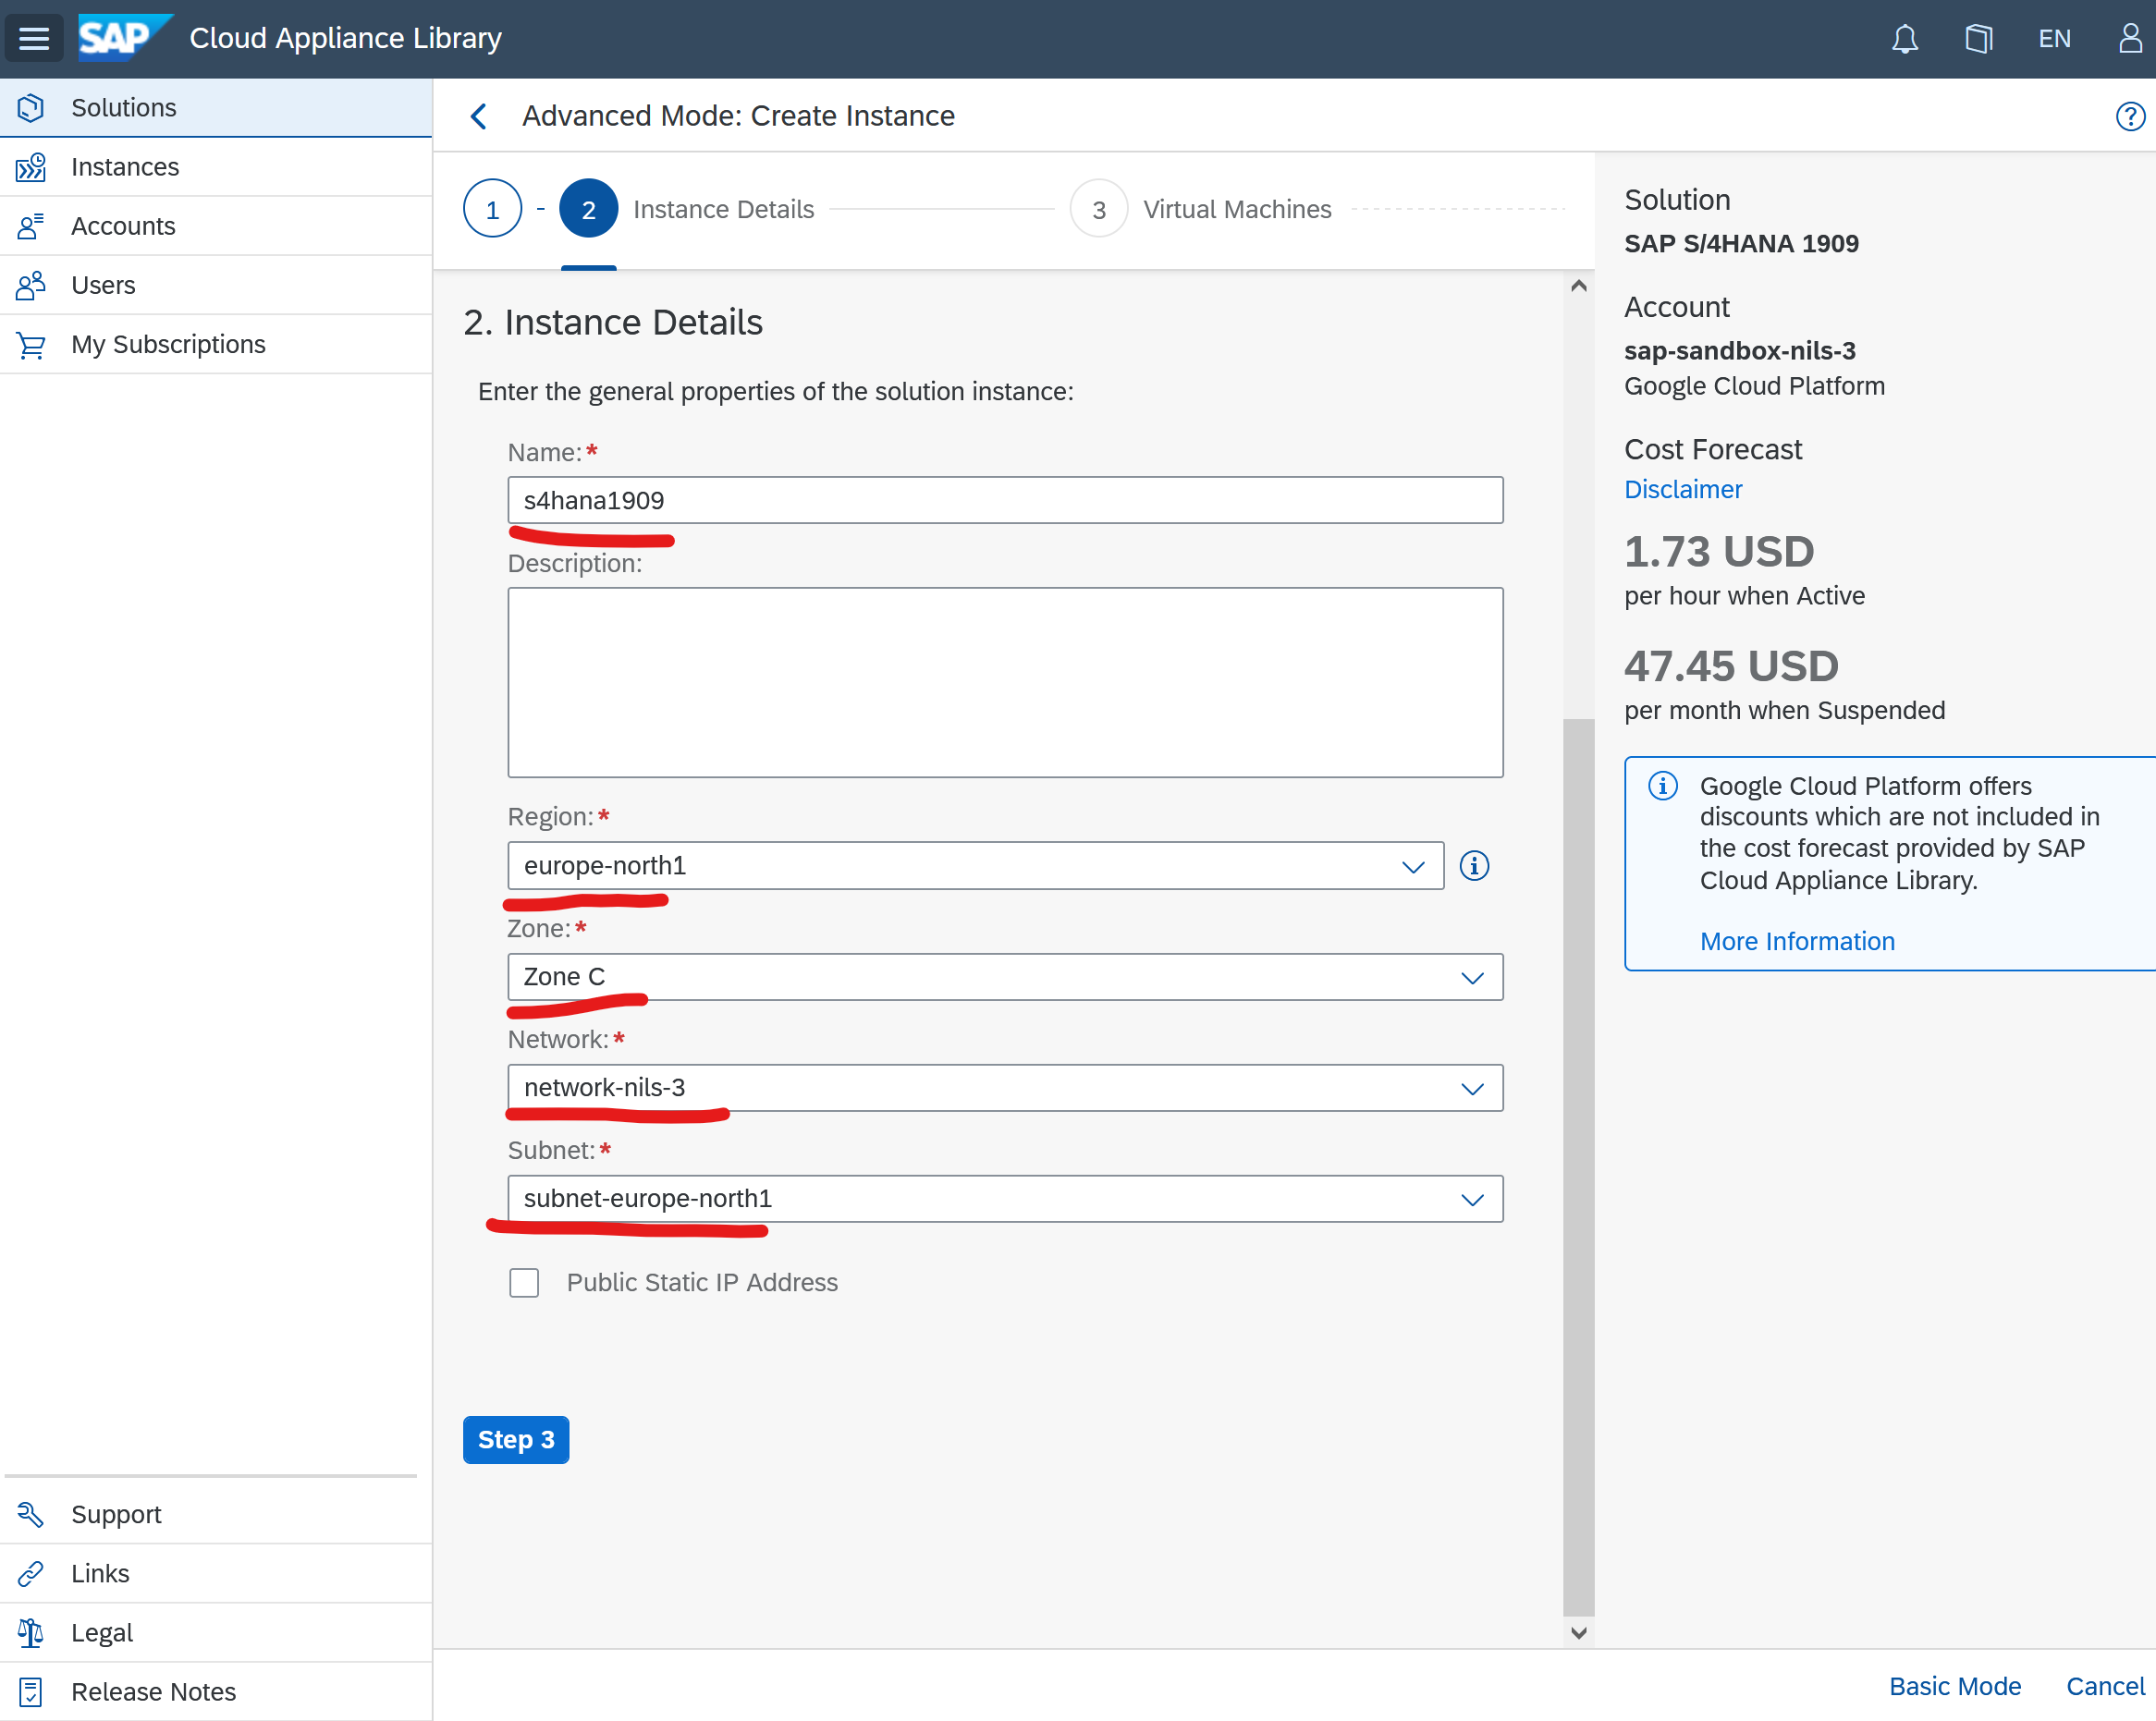 SAP Cloud Appliance Library
EN
Solutions
Instances
Accounts
Users
My Subscriptions
Support
Links
Legal
Release Notes
Advanced Mode: Create Instance
?
1 - 2 Instance Details 3 Virtual Machines
2. Instance Details
Enter the general properties of the solution instance:
Name:*
s4hana1909
Description:
Region:*
europe-north1
Zone:*
Zone C
Network:*
network-nils-3
Subnet:*
subnet-europe-north1
Public Static IP Address
Step 3
Solution
SAP S/4HANA 1909
Account
sap-sandbox-nils-3
Google Cloud Platform
Cost Forecast
Disclaimer
1.73 USD
per hour when Active
47.45 USD
per month when Suspended
Google Cloud Platform offers
discounts which are not included in
the cost forecast provided by SAP
Cloud Appliance Library.
More Information
Basic Mode Cancel